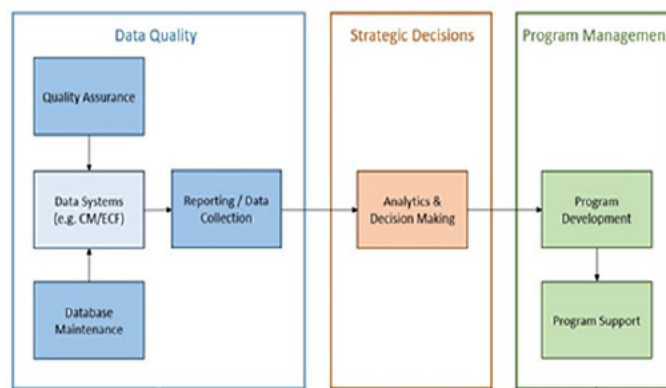 Data Quality
Strategic Decisions
Program Managemen
Quality Assurance
Data Systems
(e.g. CM/ECF)
Reporting / Data
Collection
Analytics &
Decision Making
Program
Development
Database
Maintenance
Program Support